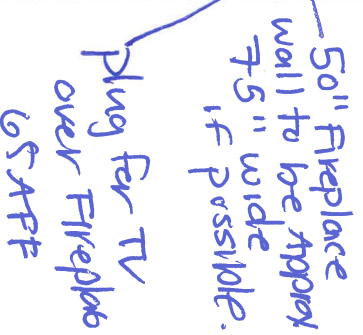 50" Fireplace
wall to be Approx
75" wide
if possible.
plug for TV
over Fireplace
65 AFF